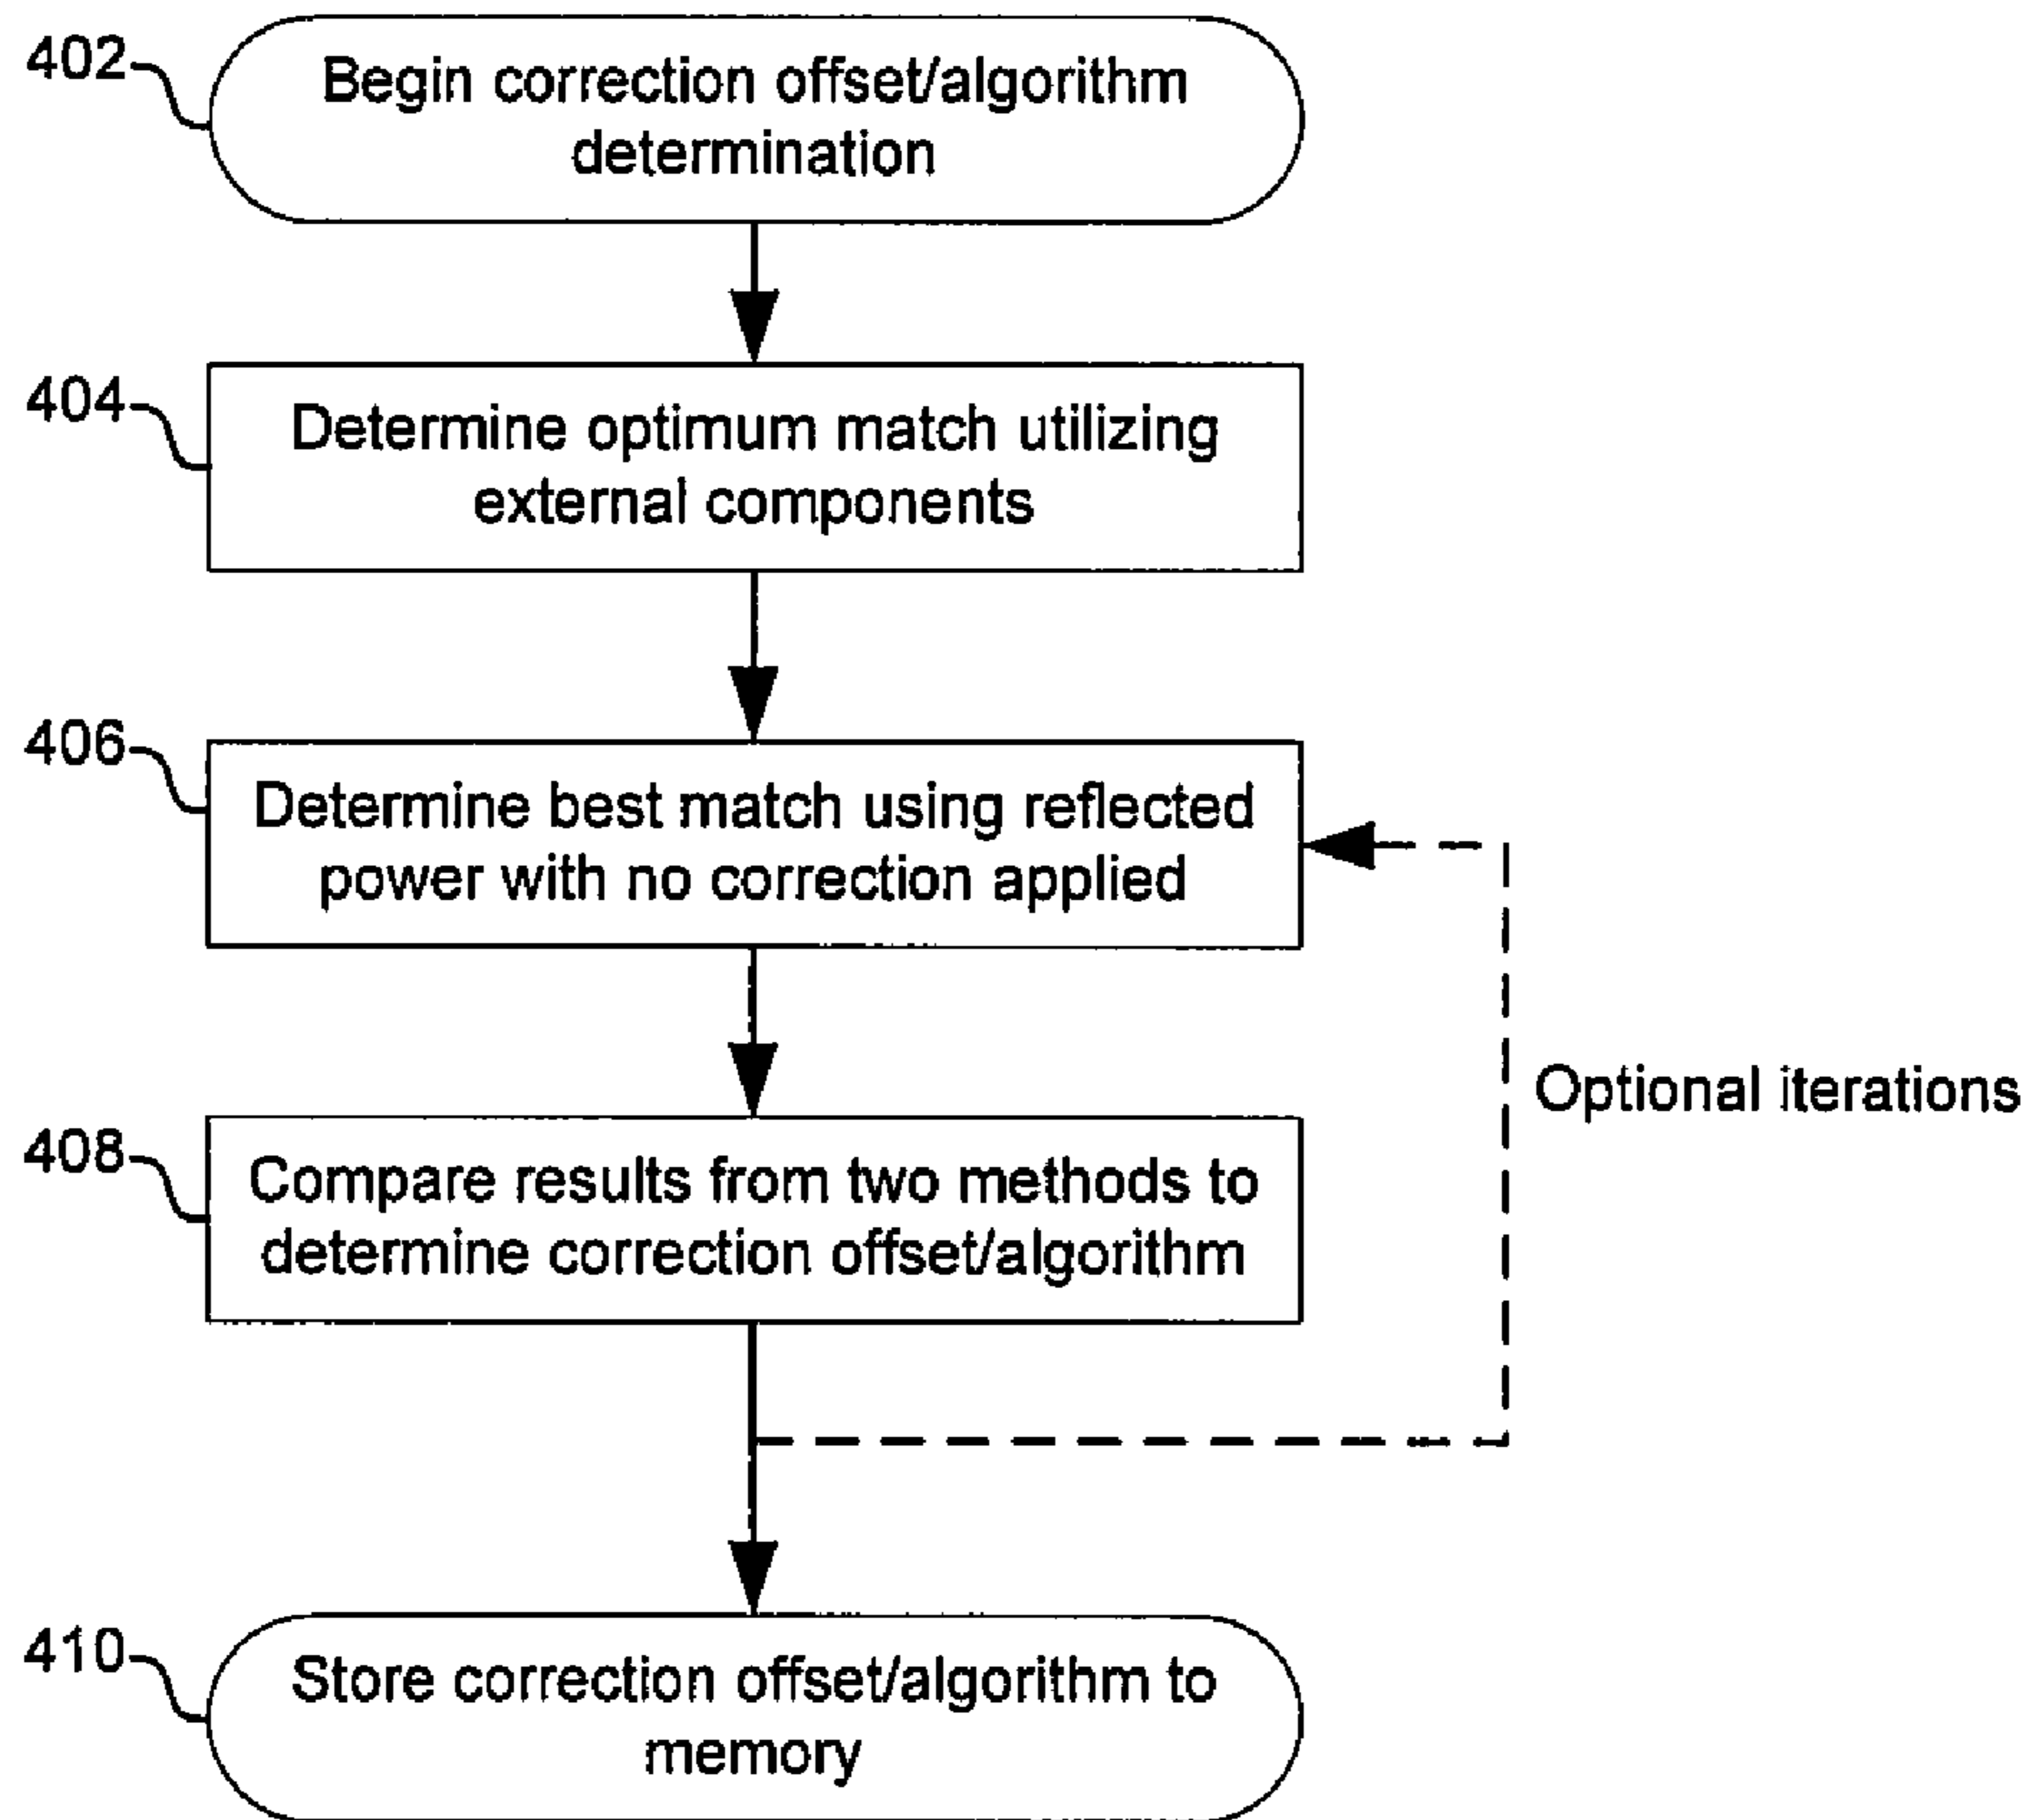 402
Begin correction offset/algorithm
determination
404
Determine optimum match utilizing
external components
406
Determine best match using reflected
power with no correction applied
Optional iterations
408
Compare results from two methods to
determine correction offset/algorithm
410
Store correction offset/algorithm to
memory